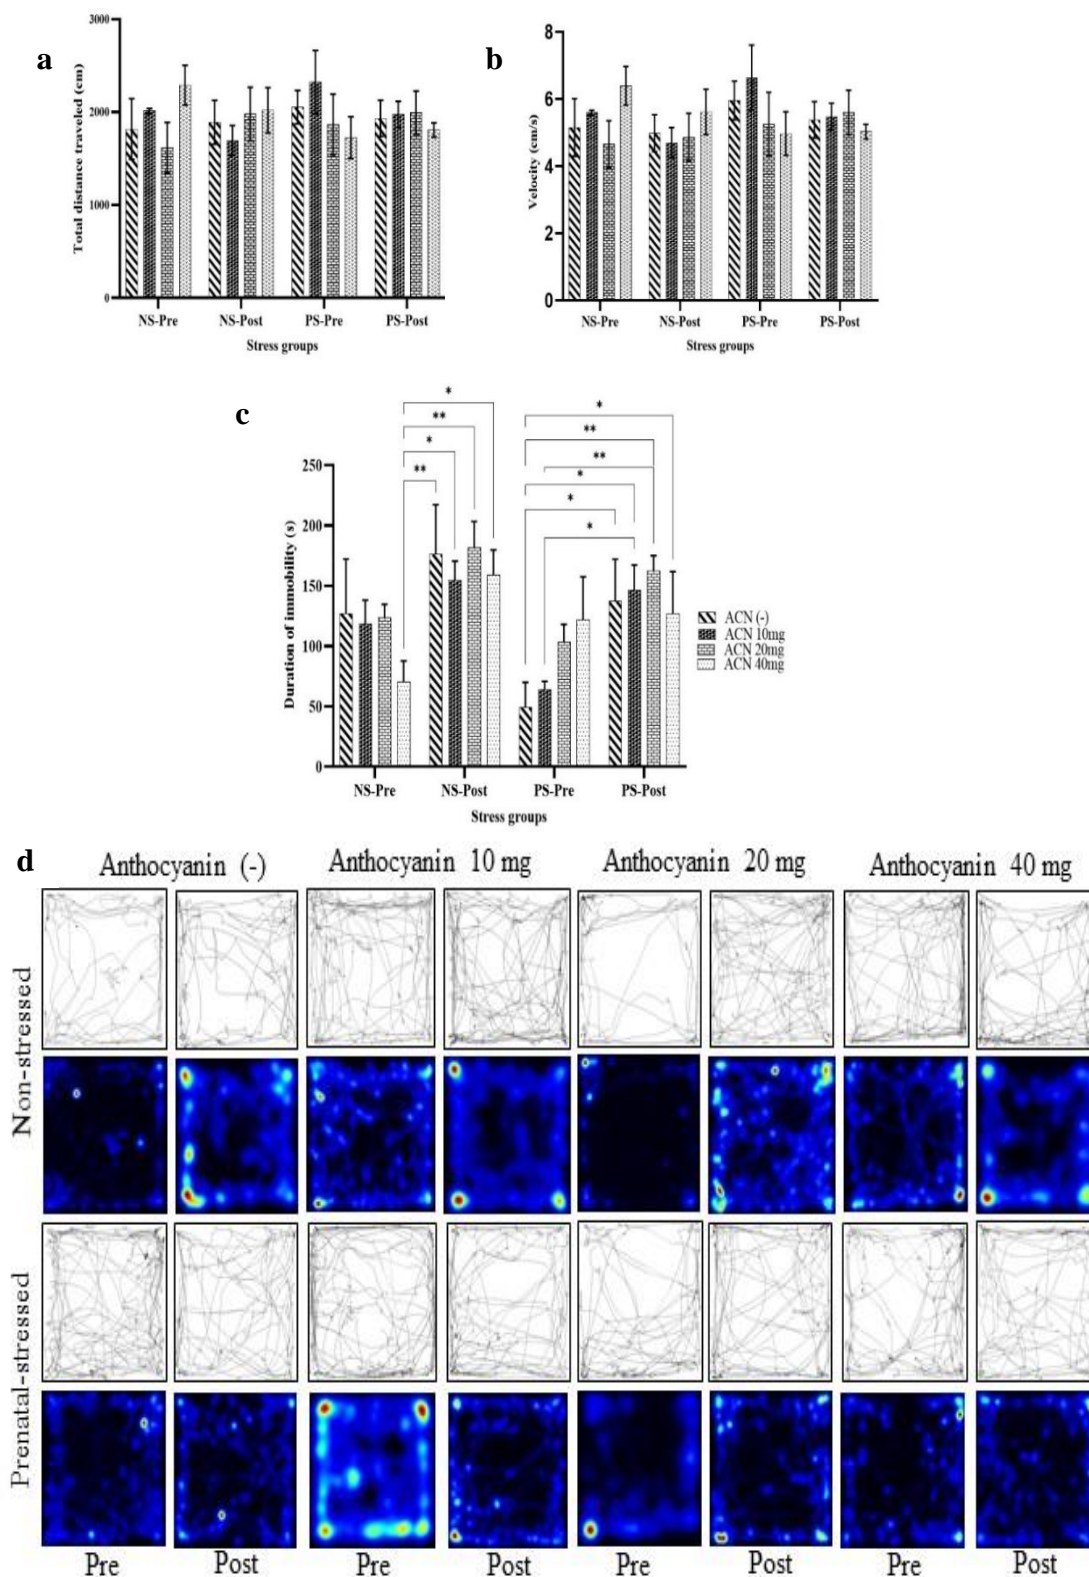 a
Total distance traveled (cm)
3000
2000
1000
0
NS-Pre NS-Post PS-Pre PS-Post
Stress groups
b
Velocity (cm/s)
8
6
4
2
0
NS-Pre NS-Post PS-Pre PS-Post
Stress groups
c
Duration of immobility (s)
250
200
150
100
50
0
**
*
**
*
*
*
*
**
**
*
NS-Pre NS-Post PS-Pre PS-Post
Stress groups
ACN (-)
ACN 10mg
ACN 20mg
ACN 40mg
d
Anthocyanin (-) Anthocyanin 10 mg Anthocyanin 20 mg Anthocyanin 40 mg
Non-stressed
Prenatal-stressed
Pre Post Pre Post Pre Post Pre Post